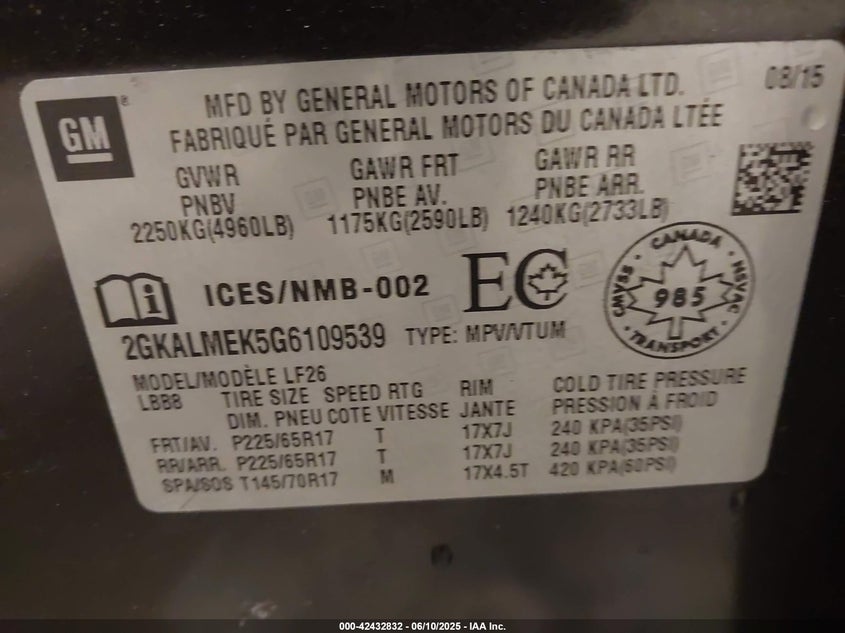 GM®
MFD BY GENERAL MOTORS OF CANADA LTD. 08/15
FABRIQUÉ PAR GENERAL MOTORS DU CANADA LTÉE
GVWR GAWR FRT GAWR RR
PNBV PNBE AV. PNBE ARR.
2250KG(4960LB) 1175KG(2590LB) 1240KG(2733LB)
ICES/NMB-002 EC
CANADA CMVSS 985 NSVAC TRANSPORT
2GKALMEK5G6109539 TYPE: MPV/VTUM
MODEL/MODÈLE LF26
LBB8 TIRE SIZE SPEED RTG RIM COLD TIRE PRESSURE
DIM. PNEU COTE VITESSE JANTE PRESSION À FROID
FRT/AV. P225/65R17 T 17X7J 240 KPA(35PSI)
RR/ARR. P225/65R17 T 17X7J 240 KPA(35PSI)
SPA/SOS T145/70R17 M 17X4.5T 420 KPA(60PSI)
000-42432832 - 06/10/2025 - IAA Inc.